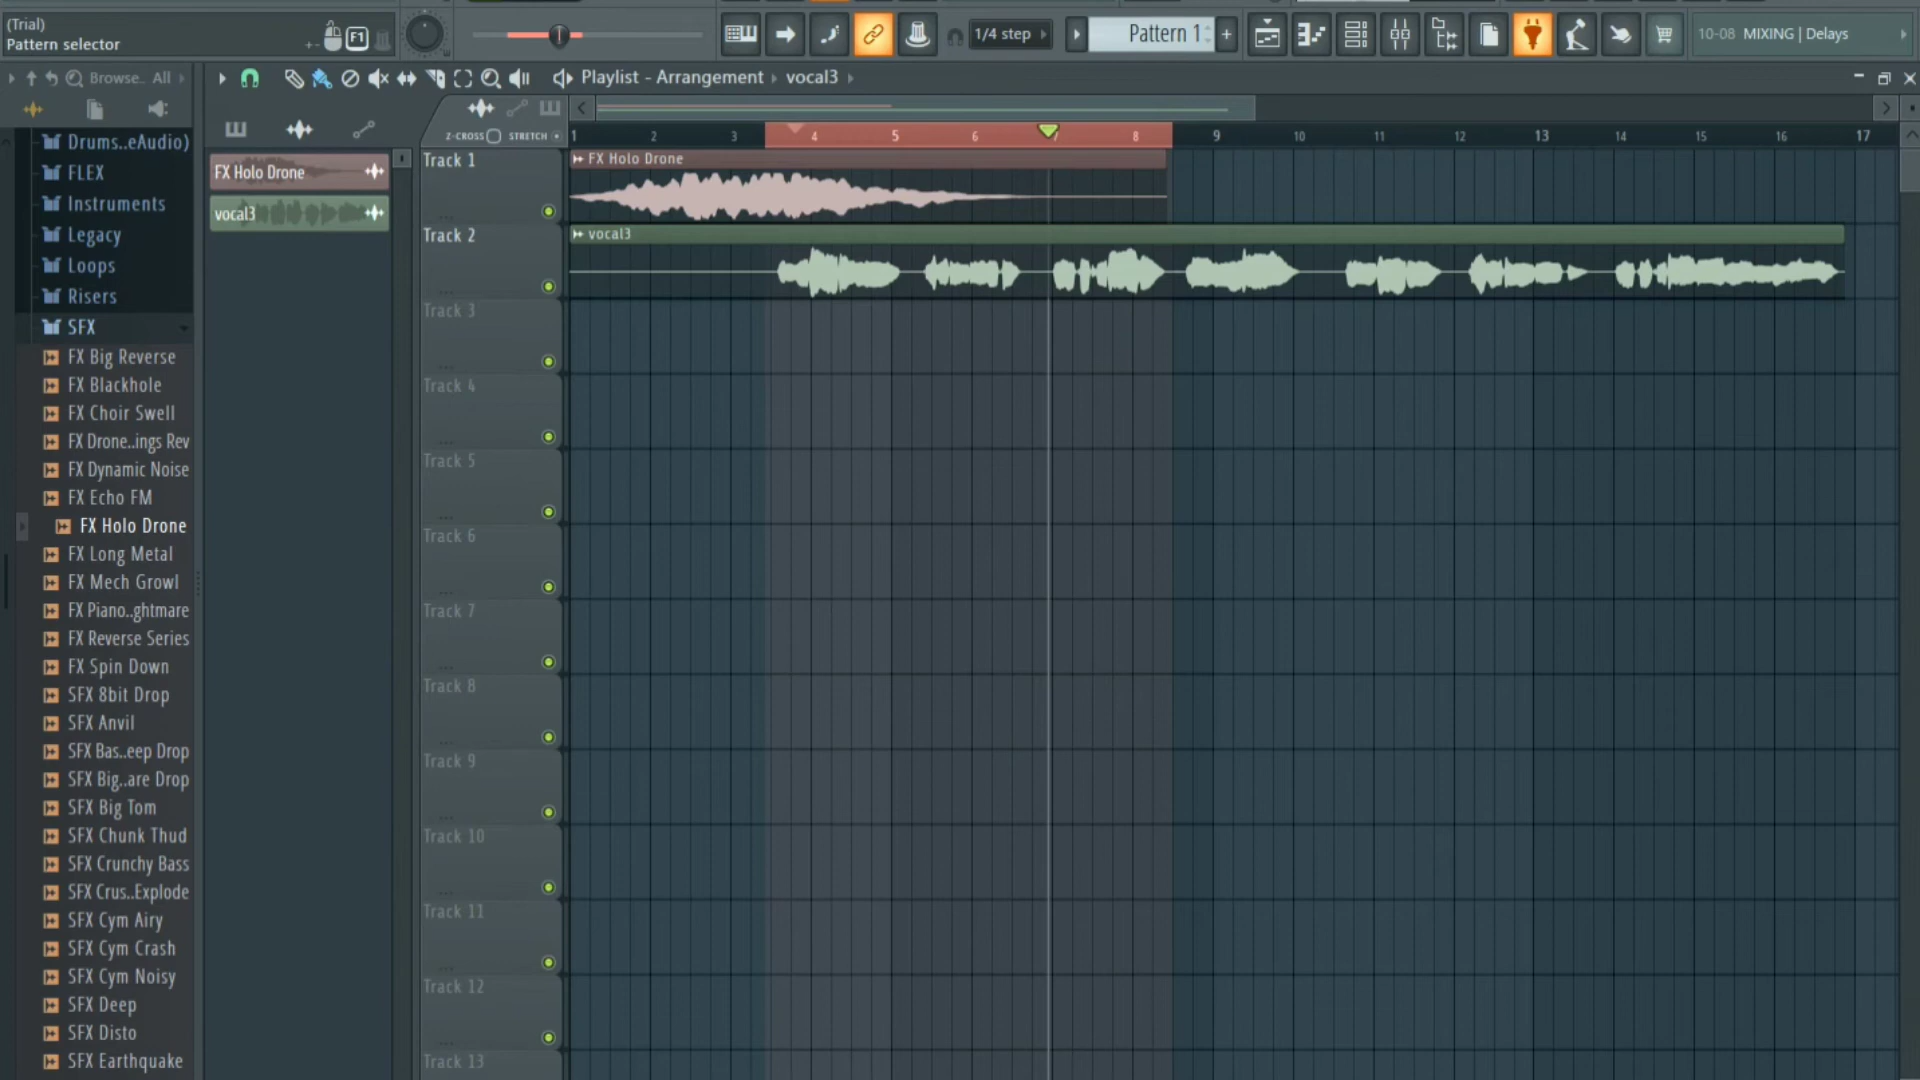 (Trial)
Pattern selector
F1
1/4 step
Pattern 1
10-08 MIXING | Delays
Browse.. All
Playlist - Arrangement
vocal3
Z-CROSS STRETCH
1 2 3 4 5 6 7 8 9 10 11 12 13 14 15 16 17
Drums..eAudio)
FLEX
Instruments
Legacy
Loops
Risers
SFX
FX Big Reverse
FX Blackhole
FX Choir Swell
FX Drone..ings Rev
FX Dynamic Noise
FX Echo FM
FX Holo Drone
FX Long Metal
FX Mech Growl
FX Piano..ghtmare
FX Reverse Series
FX Spin Down
SFX 8bit Drop
SFX Anvil
SFX Bas..eep Drop
SFX Big..are Drop
SFX Big Tom
SFX Chunk Thud
SFX Crunchy Bass
SFX Crus..Explode
SFX Cym Airy
SFX Cym Crash
SFX Cym Noisy
SFX Deep
SFX Disto
SFX Earthquake
FX Holo Drone
vocal3
Track 1
FX Holo Drone
Track 2
vocal3
Track 3
Track 4
Track 5
Track 6
Track 7
Track 8
Track 9
Track 10
Track 11
Track 12
Track 13